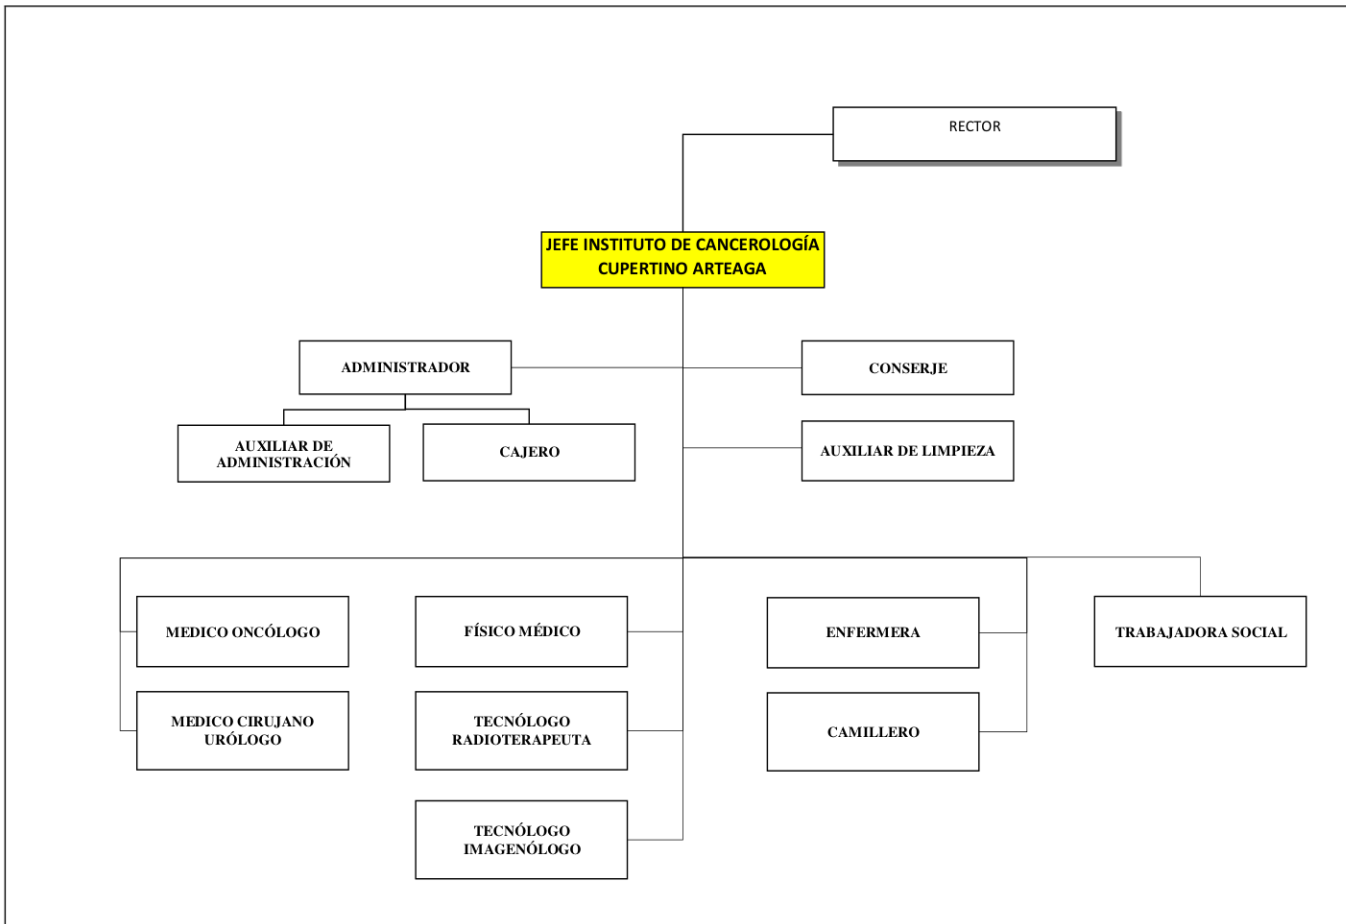 RECTOR
JEFE INSTITUTO DE CANCEROLOGÍA
CUPERTINO ARTEAGA
ADMINISTRADOR
CONSERJE
AUXILIAR DE
ADMINISTRACIÓN
CAJERO
AUXILIAR DE LIMPIEZA
MEDICO ONCÓLOGO
FÍSICO MÉDICO
ENFERMERA
TRABAJADORA SOCIAL
MEDICO CIRUJANO
URÓLOGO
TECNÓLOGO
RADIOTERAPEUTA
CAMILLERO
TECNÓLOGO
IMAGENÓLOGO